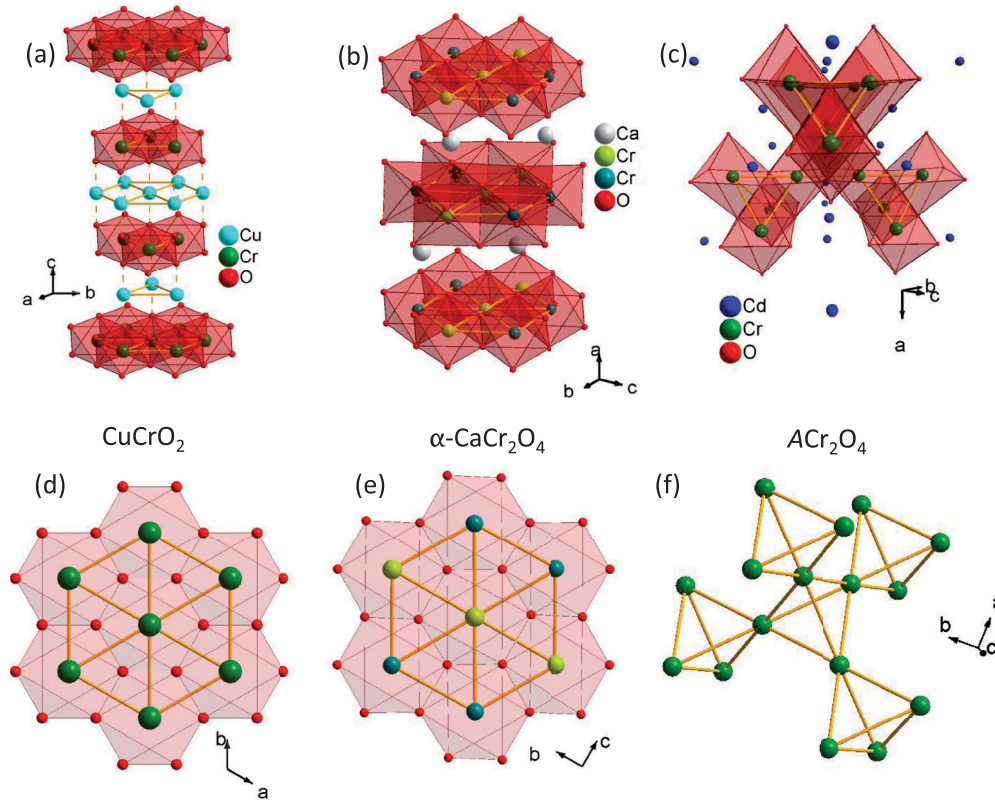 (a)
c
a
b
Cu
Cr
O
(b)
Ca
Cr
Cr
O
a
b
c
(c)
Cd
Cr
O
b
c
a
CuCrO₂
α-CaCr₂O₄
ACr₂O₄
(d)
b
a
(e)
b
c
(f)
a
b
c